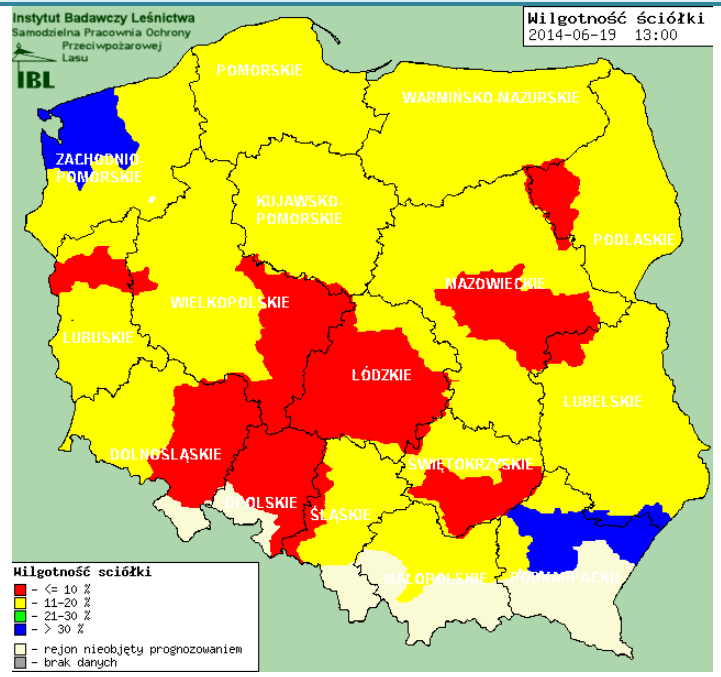 Instytut Badawczy Leśnictwa
Samodzielna Pracownia Ochrony
Przeciwpożarowej
Lasu
IBL
Wilgotność ściółki
2014-06-19 13:00
POMORSKIE
WARMIŃSKO-MAZURSKIE
ZACHODNIO-
POMORSKIE
KUJAWSKO-
POMORSKIE
PODLASKIE
MAZOWIECKIE
WIELKOPOLSKIE
LUBUSKIE
ŁÓDZKIE
LUBELSKIE
DOLNOŚLĄSKIE
ŚWIĘTOKRZYSKIE
OPOLSKIE
ŚLĄSKIE
MAŁOPOLSKIE
PODKARPACKIE
Wilgotność sciółki
- <= 10 %
- 11-20 %
- 21-30 %
- > 30 %
- rejon nieobjęty prognozowaniem
- brak danych